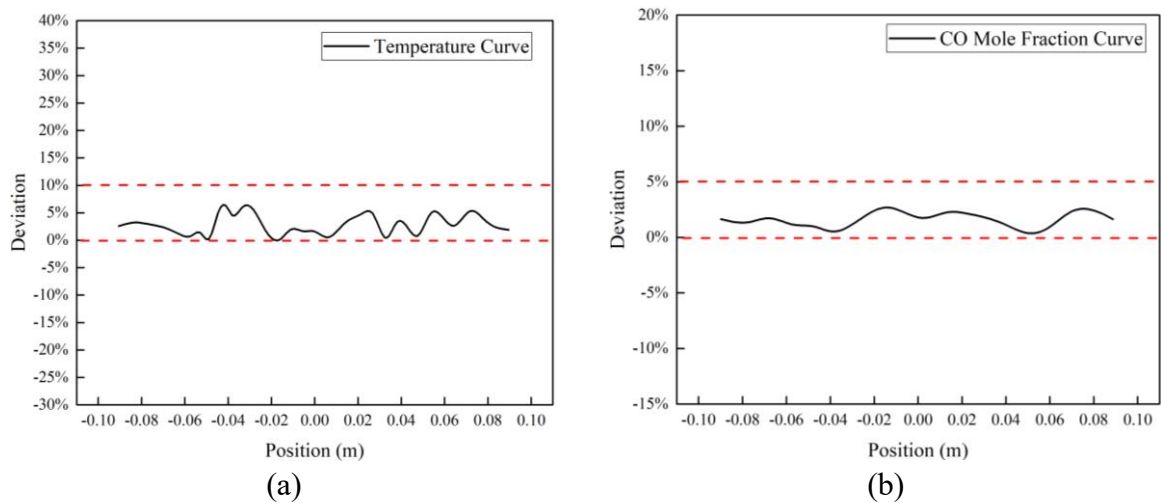 40%
35%
30%
25%
20%
15%
10%
5%
0%
-5%
-10%
-15%
-20%
-25%
-30%
Deviation
Temperature Curve
-0.10 -0.08 -0.06 -0.04 -0.02 0.00 0.02 0.04 0.06 0.08 0.10
Position (m)
(a)
20%
15%
10%
5%
0%
-5%
-10%
-15%
Deviation
CO Mole Fraction Curve
-0.10 -0.08 -0.06 -0.04 -0.02 0.00 0.02 0.04 0.06 0.08 0.10
Position (m)
(b)